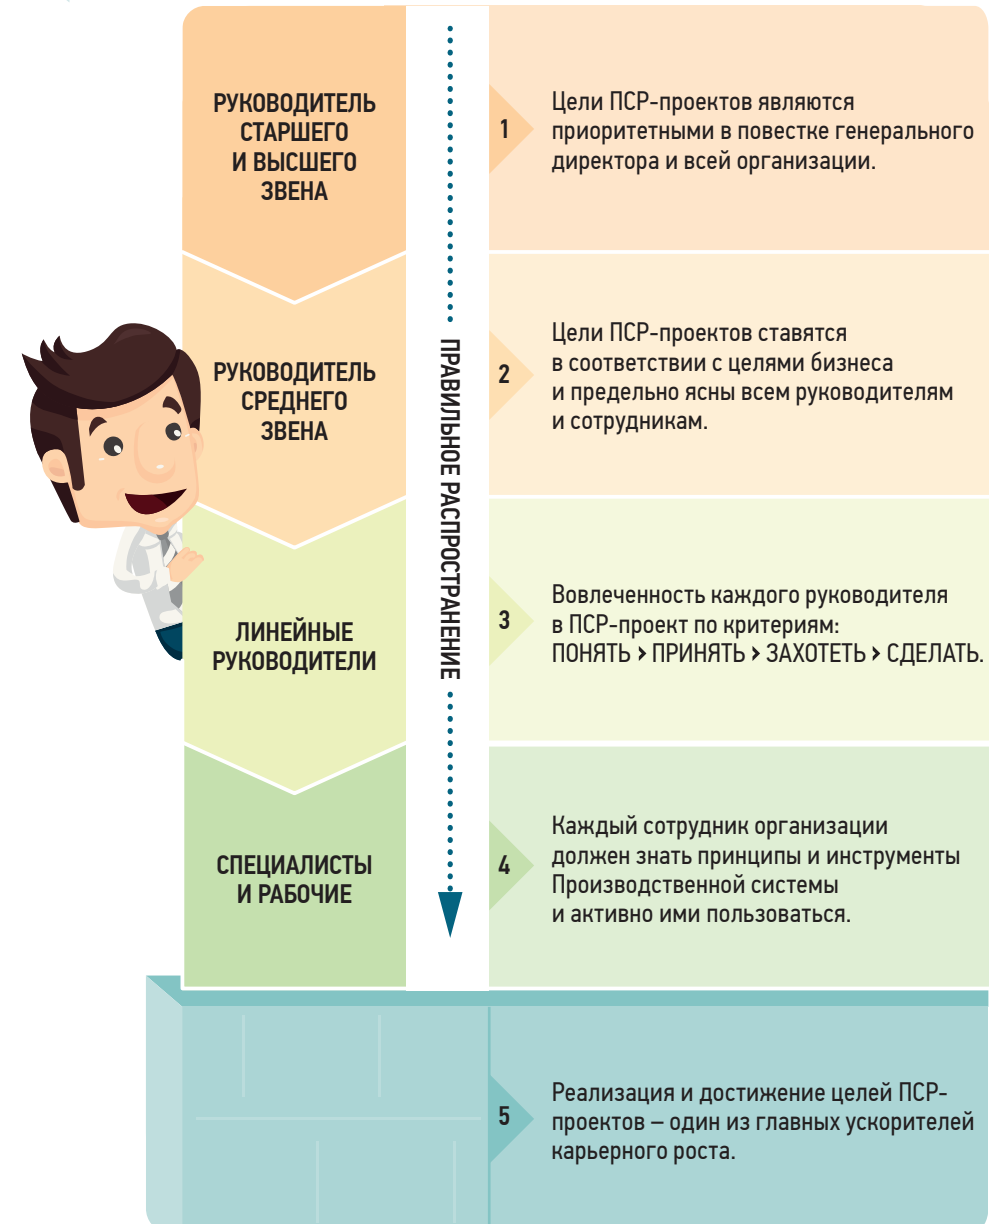 РУКОВОДИТЕЛЬ
СТАРШЕГО
И ВЫСШЕГО
ЗВЕНА
1
Цели ПСР-проектов являются
приоритетными в повестке генерального
директора и всей организации.
РУКОВОДИТЕЛЬ
СРЕДНЕГО
ЗВЕНА
2
Цели ПСР-проектов ставятся
в соответствии с целями бизнеса
и предельно ясны всем руководителям
и сотрудникам.
ПРАВИЛЬНОЕ РАСПРОСТРАНЕНИЕ
ЛИНЕЙНЫЕ
РУКОВОДИТЕЛИ
3
Вовлеченность каждого руководителя
в ПСР-проект по критериям:
ПОНЯТЬ > ПРИНЯТЬ > ЗАХОТЕТЬ > СДЕЛАТЬ.
СПЕЦИАЛИСТЫ
И РАБОЧИЕ
4
Каждый сотрудник организации
должен знать принципы и инструменты
Производственной системы
и активно ими пользоваться.
5
Реализация и достижение целей ПСР-
проектов – один из главных ускорителей
карьерного роста.